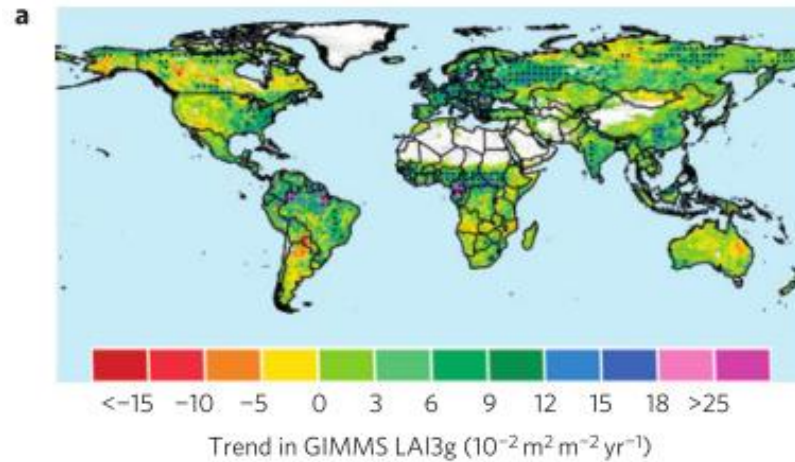 a
<−15 −10 −5 0 3 6 9 12 15 18 >25
Trend in GIMMS LAI3g (10⁻² m² m⁻² yr⁻¹)